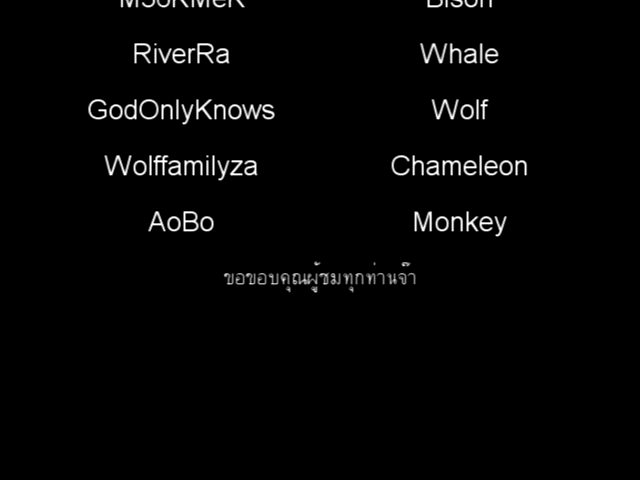 Bison
RiverRa Whale
GodOnlyKnows Wolf
Wolffamilyza Chameleon
AoBo Monkey
ขอขอบคุณผู้ชมทุกท่านจ๊า